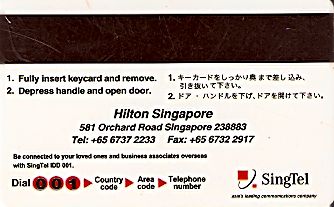 1. Fully insert keycard and remove.
2. Depress handle and open door.
1. キーカードをしっかり奥まで差し込み、
引き抜いて下さい。
2. ドア・ハンドルを下げ、ドアを開けて下さい。
Hilton Singapore
581 Orchard Road Singapore 238883
Tel: +65 6737 2233 Fax: +65 6732 2917
Be connected to your loved ones and business associates overseas
with SingTel IDD 001.
Dial 001 Country code Area code Telephone number
SingTel
asia's leading communications company